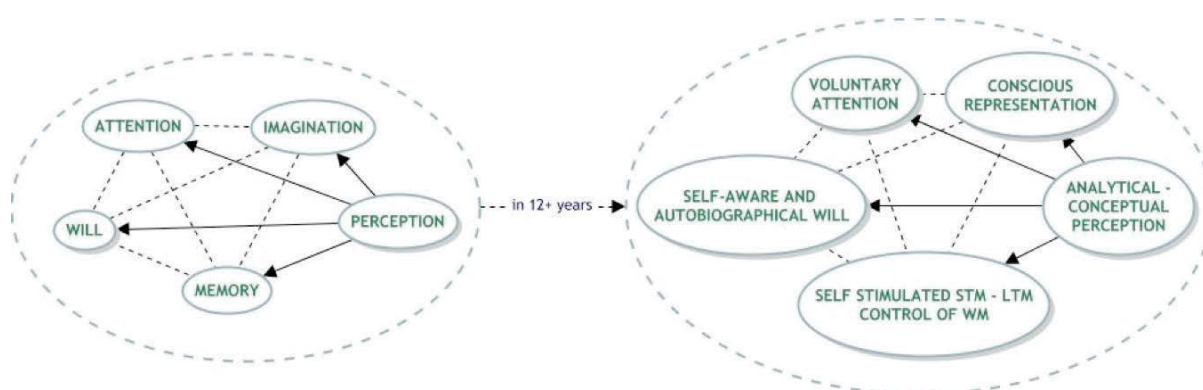 ATTENTION
IMAGINATION
WILL
PERCEPTION
MEMORY
in 12+ years
VOLUNTARY
ATTENTION
CONSCIOUS
REPRESENTATION
SELF-AWARE AND
AUTOBIOGRAPHICAL WILL
ANALYTICAL -
CONCEPTUAL
PERCEPTION
SELF STIMULATED STM - LTM
CONTROL OF WM